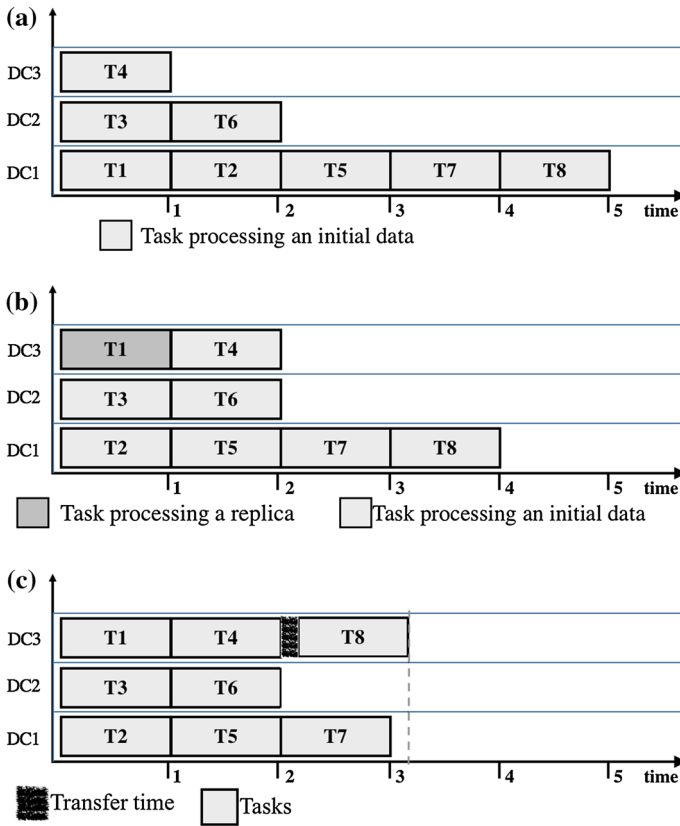 (a)
DC3 T4
DC2 T3 T6
DC1 T1 T2 T5 T7 T8
1 2 3 4 5 time
Task processing an initial data
(b)
DC3 T1 T4
DC2 T3 T6
DC1 T2 T5 T7 T8
1 2 3 4 5 time
Task processing a replica Task processing an initial data
(c)
DC3 T1 T4 T8
DC2 T3 T6
DC1 T2 T5 T7
1 2 3 4 5 time
Transfer time Tasks